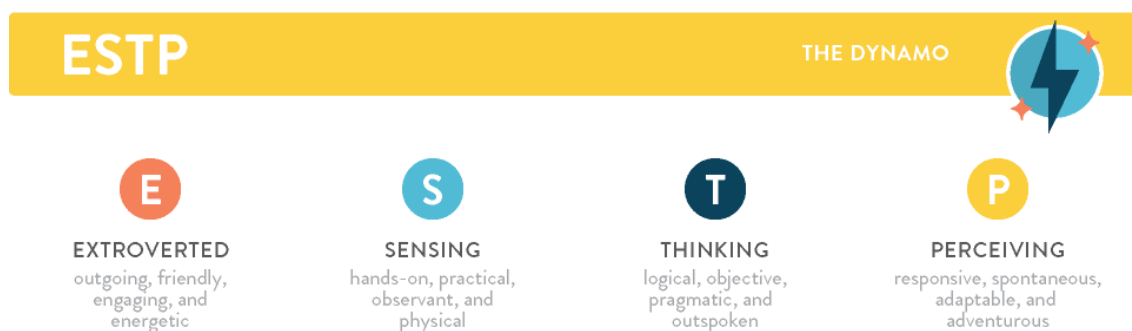 ESTP
THE DYNAMO
E
EXTROVERTED
outgoing, friendly,
engaging, and
energetic
S
SENSING
hands-on, practical,
observant, and
physical
T
THINKING
logical, objective,
pragmatic, and
outspoken
P
PERCEIVING
responsive, spontaneous,
adaptable, and
adventurous